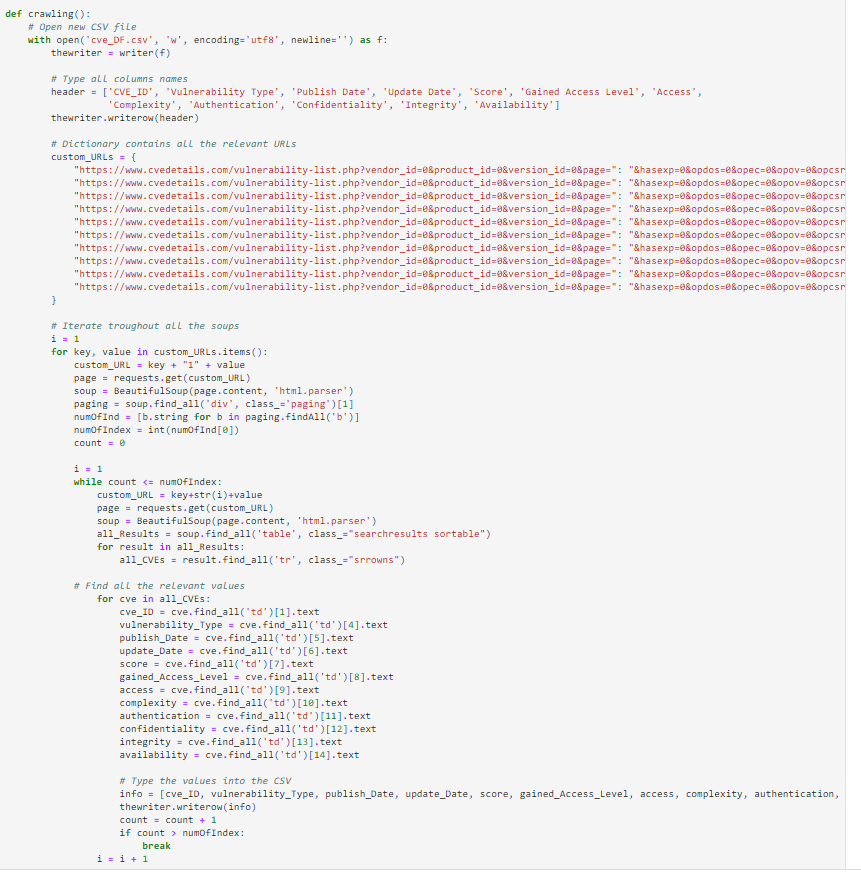 def crawling():
    # Open new CSV file
    with open('cve_DF.csv', 'w', encoding='utf8', newline='') as f:
        thewriter = writer(f)

        # Type all columns names
        header = ['CVE_ID', 'Vulnerability Type', 'Publish Date', 'Update Date', 'Score', 'Gained Access Level', 'Access',
                  'Complexity', 'Authentication', 'Confidentiality', 'Integrity', 'Availability']
        thewriter.writerow(header)

        # Dictionary contains all the relevant URLs
        custom_URLs = {
            "https://www.cvedetails.com/vulnerability-list.php?vendor_id=0&product_id=0&version_id=0&page=": "&hasexp=0&opdos=0&opec=0&opov=0&opcsr
            "https://www.cvedetails.com/vulnerability-list.php?vendor_id=0&product_id=0&version_id=0&page=": "&hasexp=0&opdos=0&opec=0&opov=0&opcsr
            "https://www.cvedetails.com/vulnerability-list.php?vendor_id=0&product_id=0&version_id=0&page=": "&hasexp=0&opdos=0&opec=0&opov=0&opcsr
            "https://www.cvedetails.com/vulnerability-list.php?vendor_id=0&product_id=0&version_id=0&page=": "&hasexp=0&opdos=0&opec=0&opov=0&opcsr
            "https://www.cvedetails.com/vulnerability-list.php?vendor_id=0&product_id=0&version_id=0&page=": "&hasexp=0&opdos=0&opec=0&opov=0&opcsr
            "https://www.cvedetails.com/vulnerability-list.php?vendor_id=0&product_id=0&version_id=0&page=": "&hasexp=0&opdos=0&opec=0&opov=0&opcsr
            "https://www.cvedetails.com/vulnerability-list.php?vendor_id=0&product_id=0&version_id=0&page=": "&hasexp=0&opdos=0&opec=0&opov=0&opcsr
            "https://www.cvedetails.com/vulnerability-list.php?vendor_id=0&product_id=0&version_id=0&page=": "&hasexp=0&opdos=0&opec=0&opov=0&opcsr
            "https://www.cvedetails.com/vulnerability-list.php?vendor_id=0&product_id=0&version_id=0&page=": "&hasexp=0&opdos=0&opec=0&opov=0&opcsr
            "https://www.cvedetails.com/vulnerability-list.php?vendor_id=0&product_id=0&version_id=0&page=": "&hasexp=0&opdos=0&opec=0&opov=0&opcsr
        }

        # Iterate troughout all the soups
        i = 1
        for key, value in custom_URLs.items():
            custom_URL = key + "1" + value
            page = requests.get(custom_URL)
            soup = BeautifulSoup(page.content, 'html.parser')
            paging = soup.find_all('div', class_='paging')[1]
            numOfInd = [b.string for b in paging.findAll('b')]
            numOfIndex = int(numOfInd[0])
            count = 0

            i = 1
            while count <= numOfIndex:
                custom_URL = key+str(i)+value
                page = requests.get(custom_URL)
                soup = BeautifulSoup(page.content, 'html.parser')
                all_Results = soup.find_all('table', class_="searchresults sortable")
                for result in all_Results:
                    all_CVEs = result.find_all('tr', class_="srrowns")

            # Find all the relevant values
                for cve in all_CVEs:
                    cve_ID = cve.find_all('td')[1].text
                    vulnerability_Type = cve.find_all('td')[4].text
                    publish_Date = cve.find_all('td')[5].text
                    update_Date = cve.find_all('td')[6].text
                    score = cve.find_all('td')[7].text
                    gained_Access_Level = cve.find_all('td')[8].text
                    access = cve.find_all('td')[9].text
                    complexity = cve.find_all('td')[10].text
                    authentication = cve.find_all('td')[11].text
                    confidentiality = cve.find_all('td')[12].text
                    integrity = cve.find_all('td')[13].text
                    availability = cve.find_all('td')[14].text

                    # Type the values into the CSV
                    info = [cve_ID, vulnerability_Type, publish_Date, update_Date, score, gained_Access_Level, access, complexity, authentication,
                    thewriter.writerow(info)
                    count = count + 1
                    if count > numOfIndex:
                        break
                i = i + 1